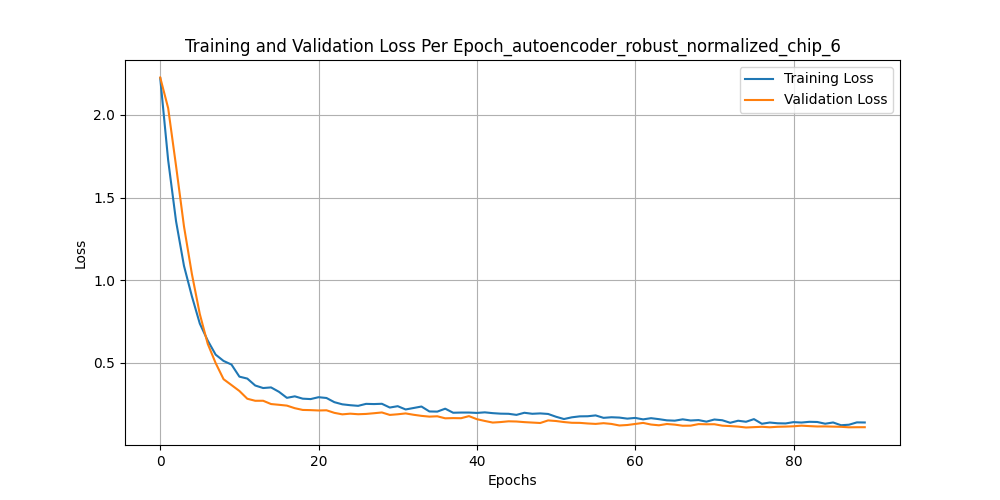 Training and Validation Loss Per Epoch_autoencoder_robust_normalized_chip_6
Training Loss
Validation Loss
2.0
1.5
1.0
0.5
Loss
0
20
40
60
80
Epochs